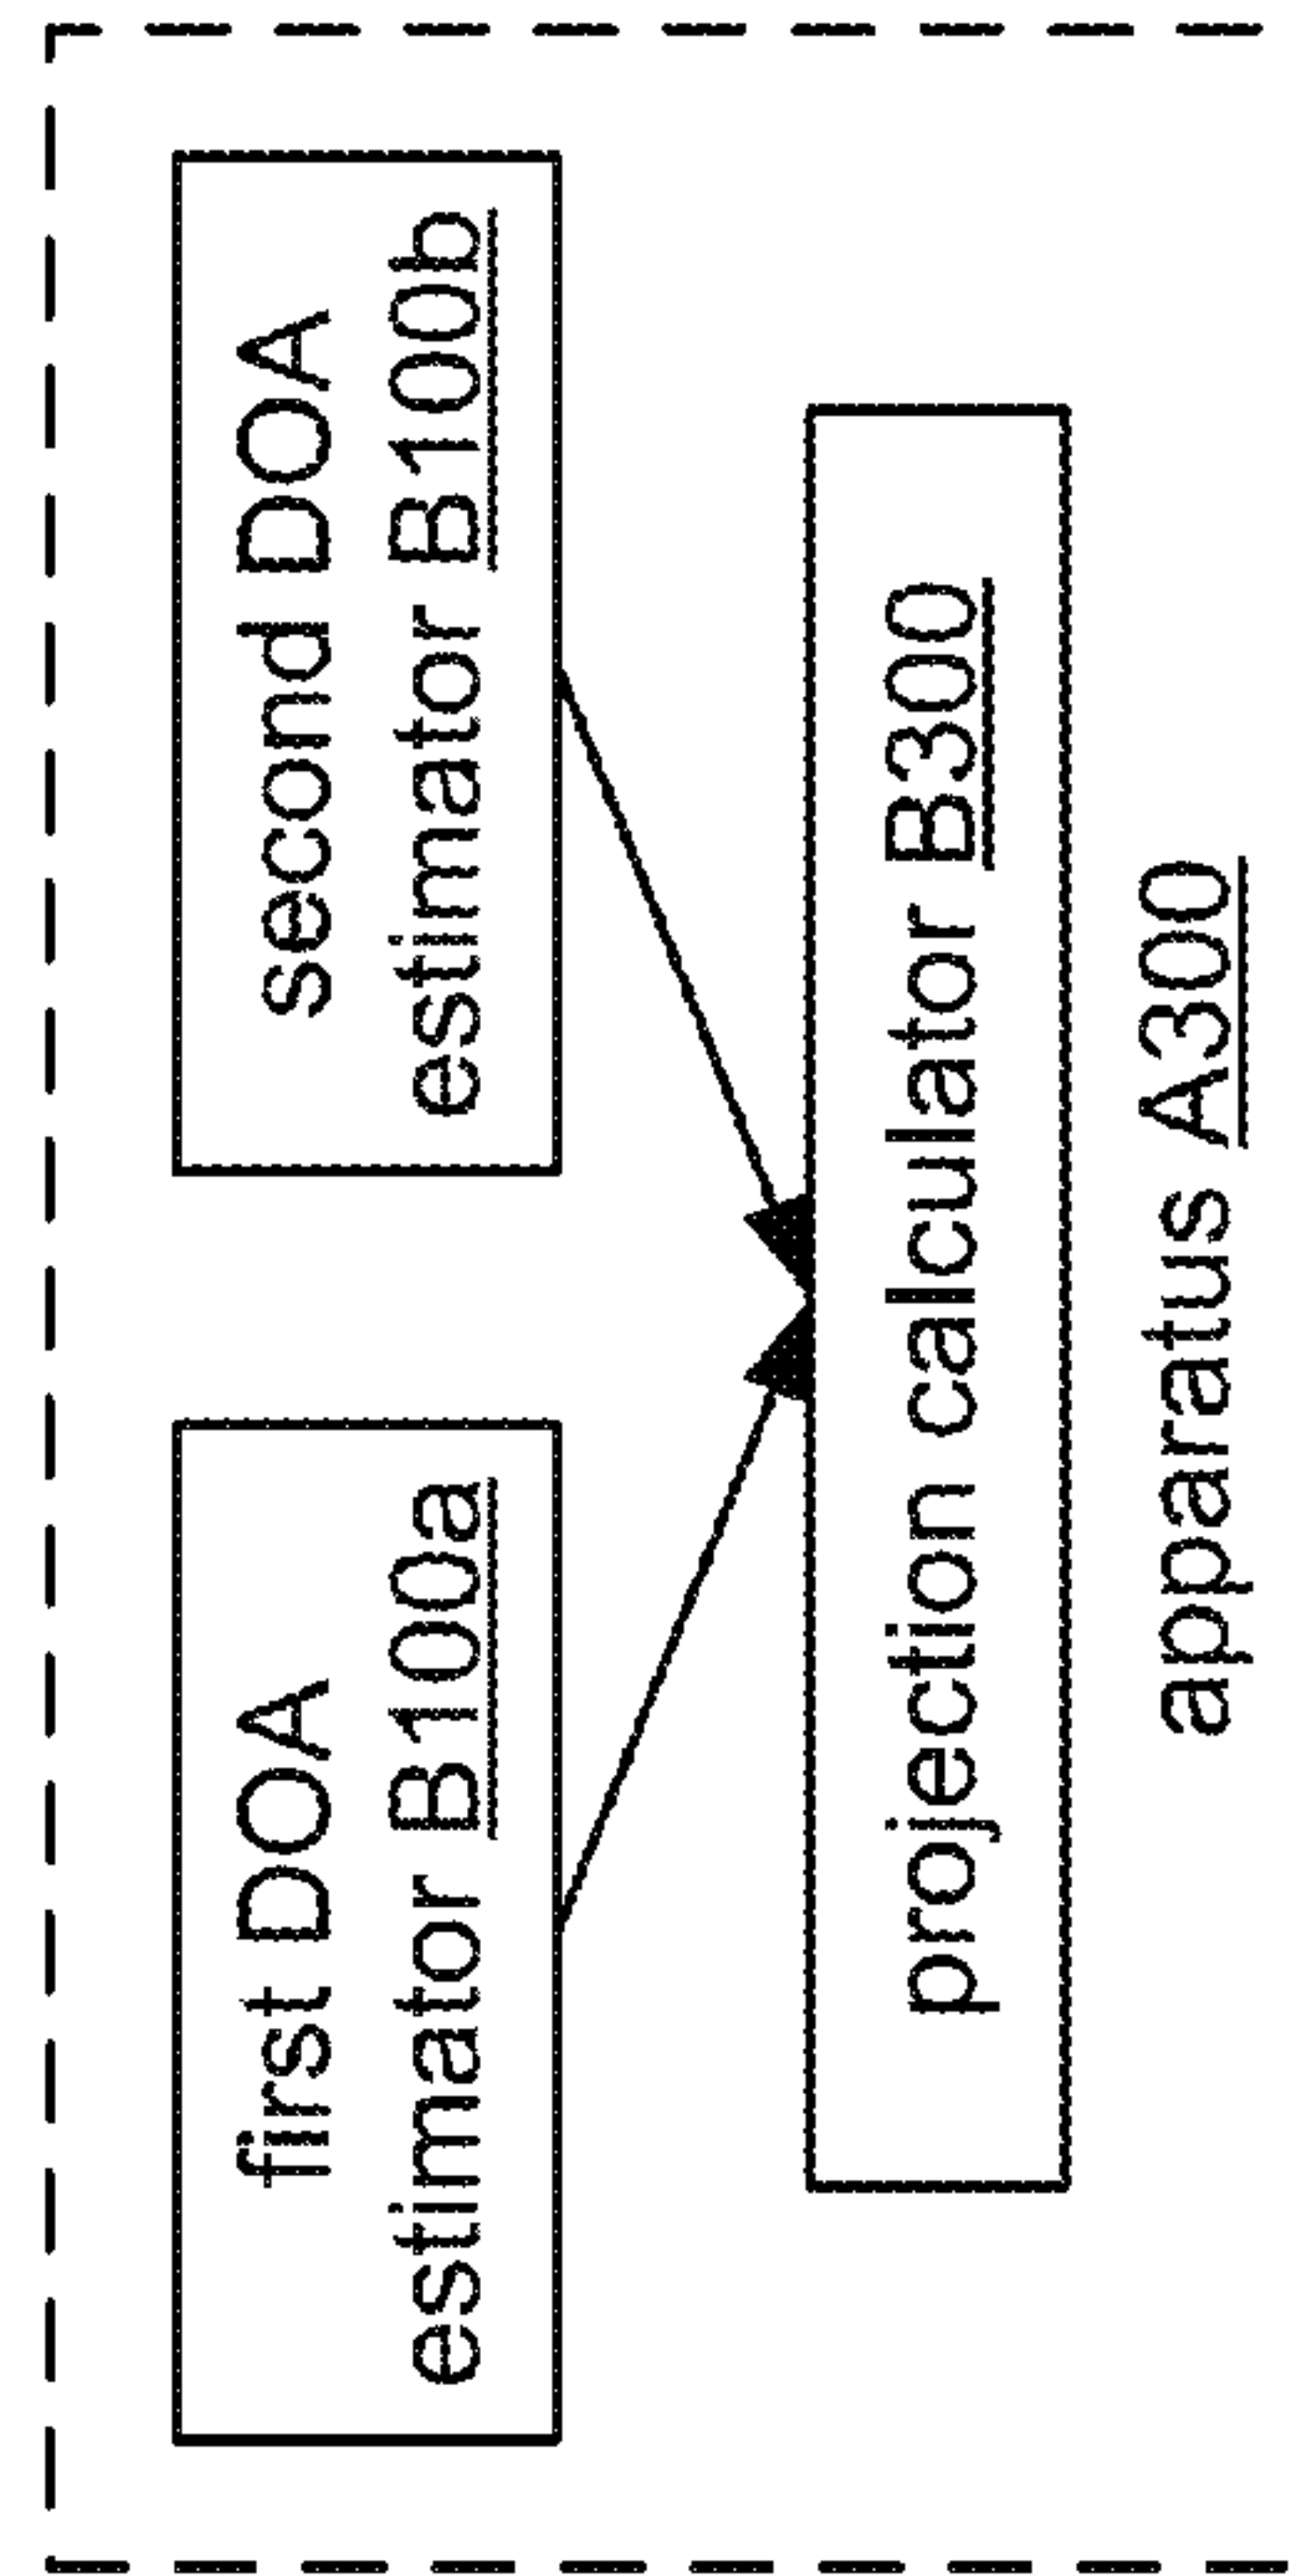 first DOA
estimator B100a
second DOA
estimator B100b
projection calculator B300
apparatus A300